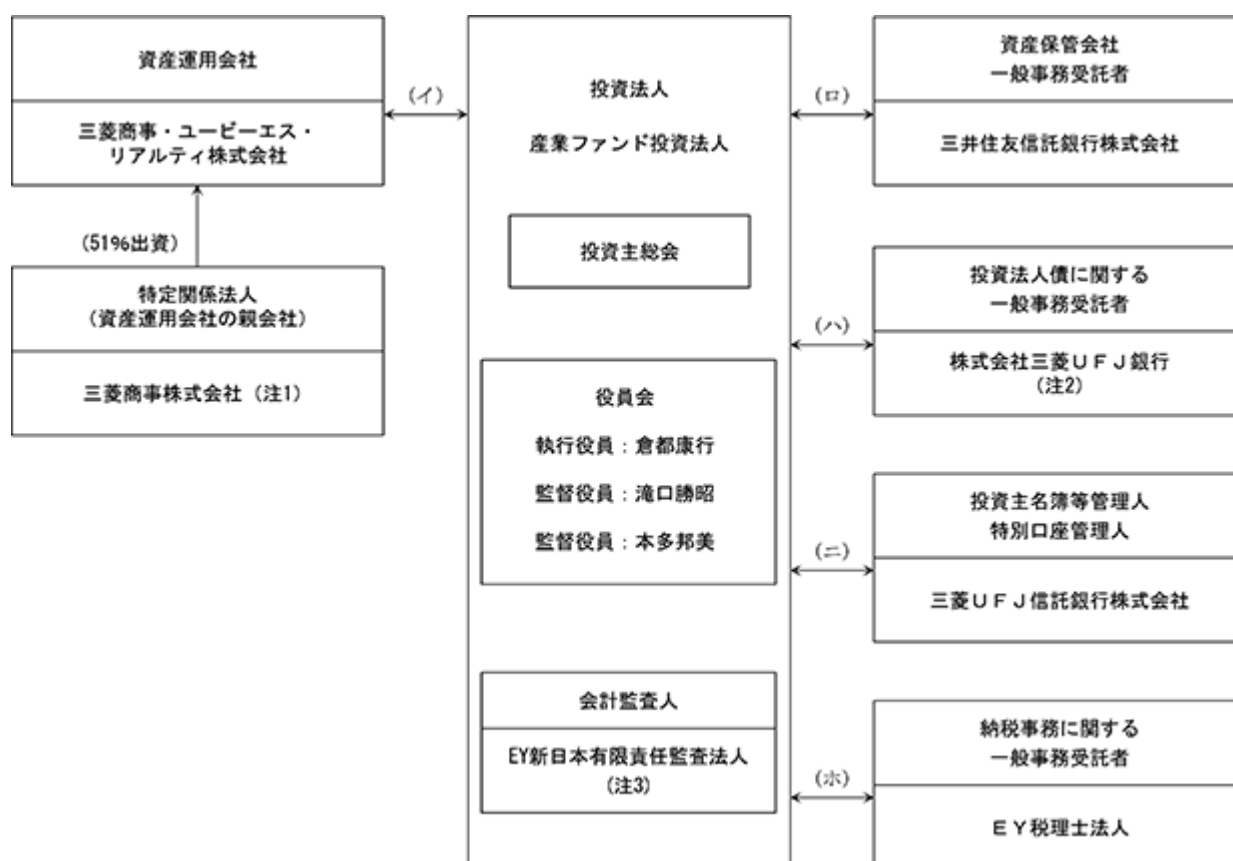 資産運用会社
三菱商事・ユービーエス・
リアルティ株式会社
(51%出資)
特定関係法人
(資産運用会社の親会社)
三菱商事株式会社(注1)
(イ)
投資法人
産業ファンド投資法人
投資主総会
役員会
執行役員:倉都康行
監督役員:滝口勝昭
監督役員:本多邦美
会計監査人
EY新日本有限責任監査法人
(注3)
(ロ)
資産保管会社
一般事務受託者
三井住友信託銀行株式会社
(ハ)
投資法人債に関する
一般事務受託者
株式会社三菱UFJ銀行
(注2)
(ニ)
投資主名簿等管理人
特別口座管理人
三菱UFJ信託銀行株式会社
(ホ)
納税事務に関する
一般事務受託者
EY税理士法人